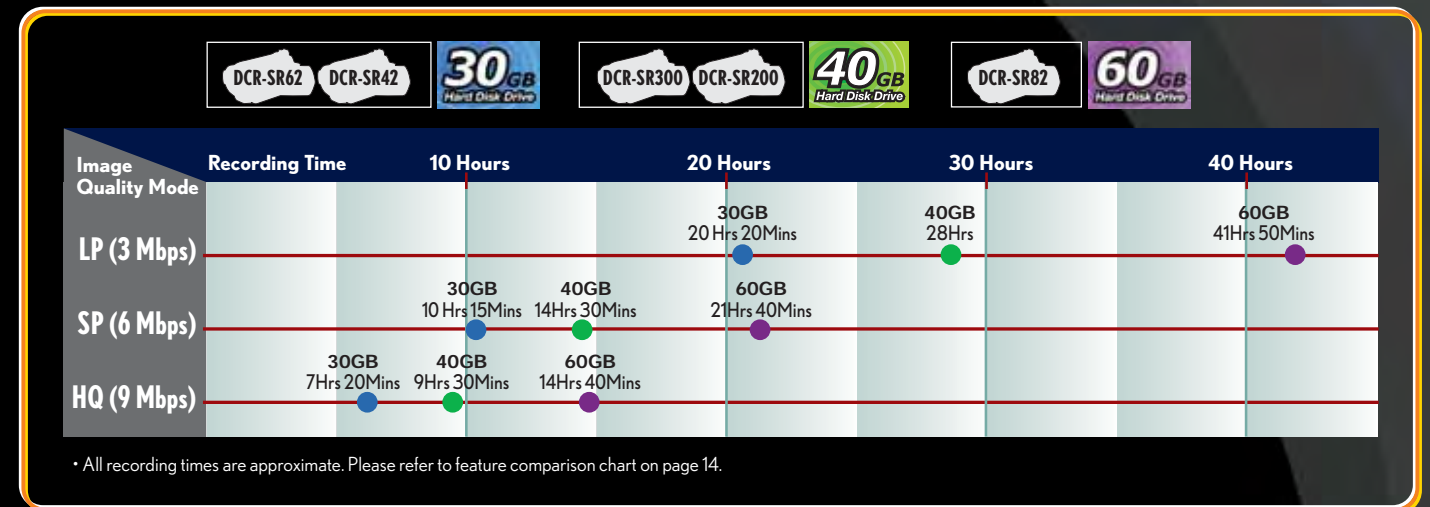 DCR-SR62 DCR-SR42 30GB Hard Disk Drive DCR-SR300 DCR-SR200 40GB Hard Disk Drive DCR-SR82 60GB Hard Disk Drive
Image
Quality Mode
Recording Time 10 Hours 20 Hours 30 Hours 40 Hours
30GB 40GB 60GB
20 Hrs 20Mins 28Hrs 41Hrs 50Mins
LP (3 Mbps)
30GB 40GB 60GB
10 Hrs 15Mins 14Hrs 30Mins 21Hrs 40Mins
SP (6 Mbps)
30GB 40GB 60GB
7Hrs 20Mins 9Hrs 30Mins 14Hrs 40Mins
HQ (9 Mbps)
• All recording times are approximate. Please refer to feature comparison chart on page 14.